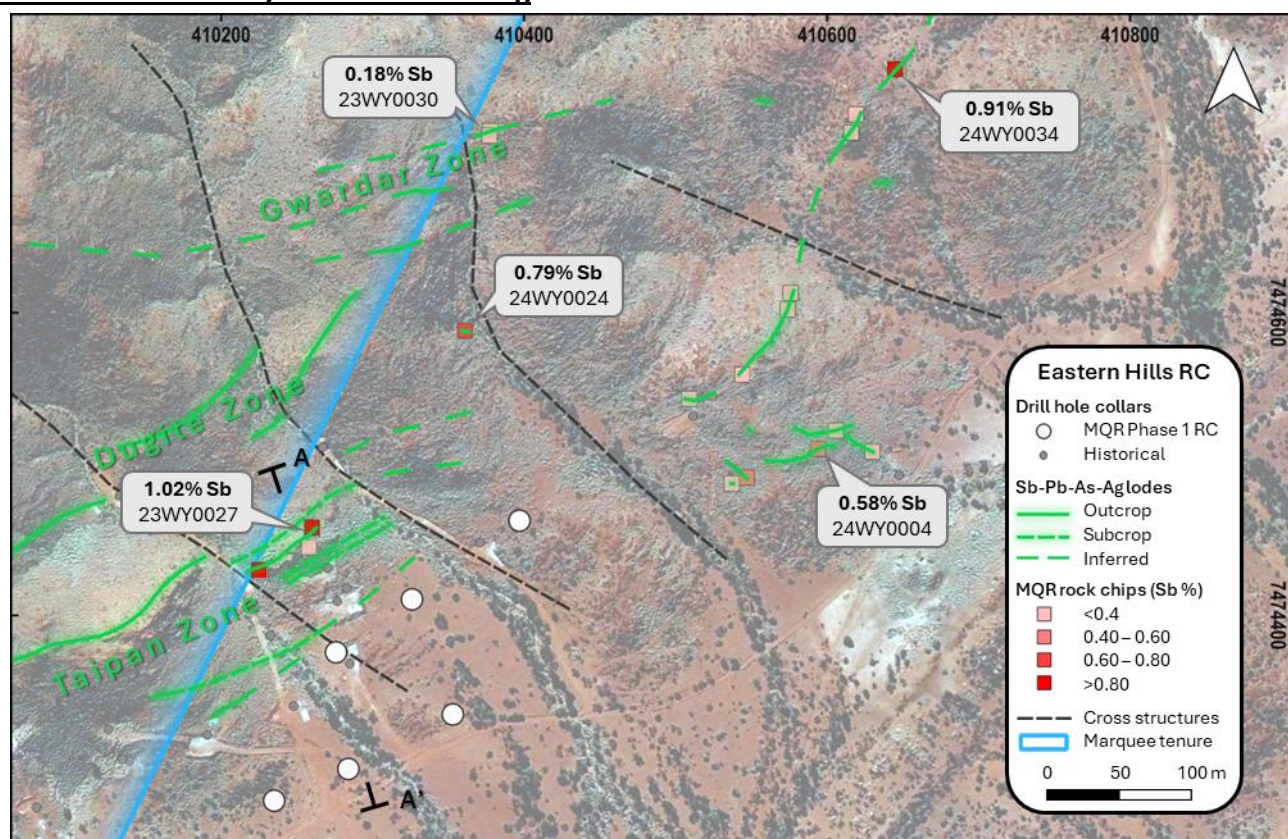 410200
410400
410600
410800
0.18% Sb
23WY0030
0.91% Sb
24WY0034
Gwardar Zone
0.79% Sb
24WY0024
7474600
Dugite Zone
A
1.02% Sb
23WY0027
0.58% Sb
24WY0004
7474400
Taipan Zone
A'
Eastern Hills RC
Drill hole collars
MQR Phase 1 RC
Historical
Sb-Pb-As-Aglodes
Outcrop
Subcrop
Inferred
MQR rock chips (Sb %)
<0.4
0.40 – 0.60
0.60 – 0.80
>0.80
Cross structures
Marquee tenure
0 50 100 m